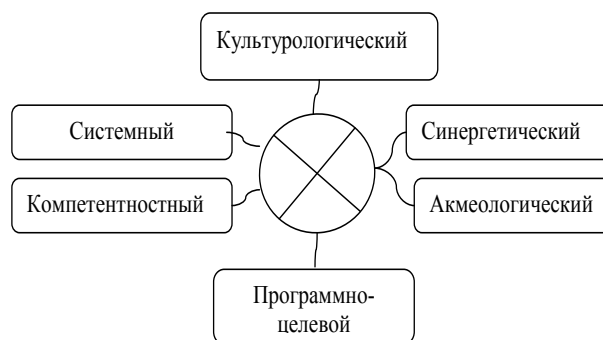 Культурологический
Системный
Синергетический
Компетентностный
Акмеологический
Программно-
целевой